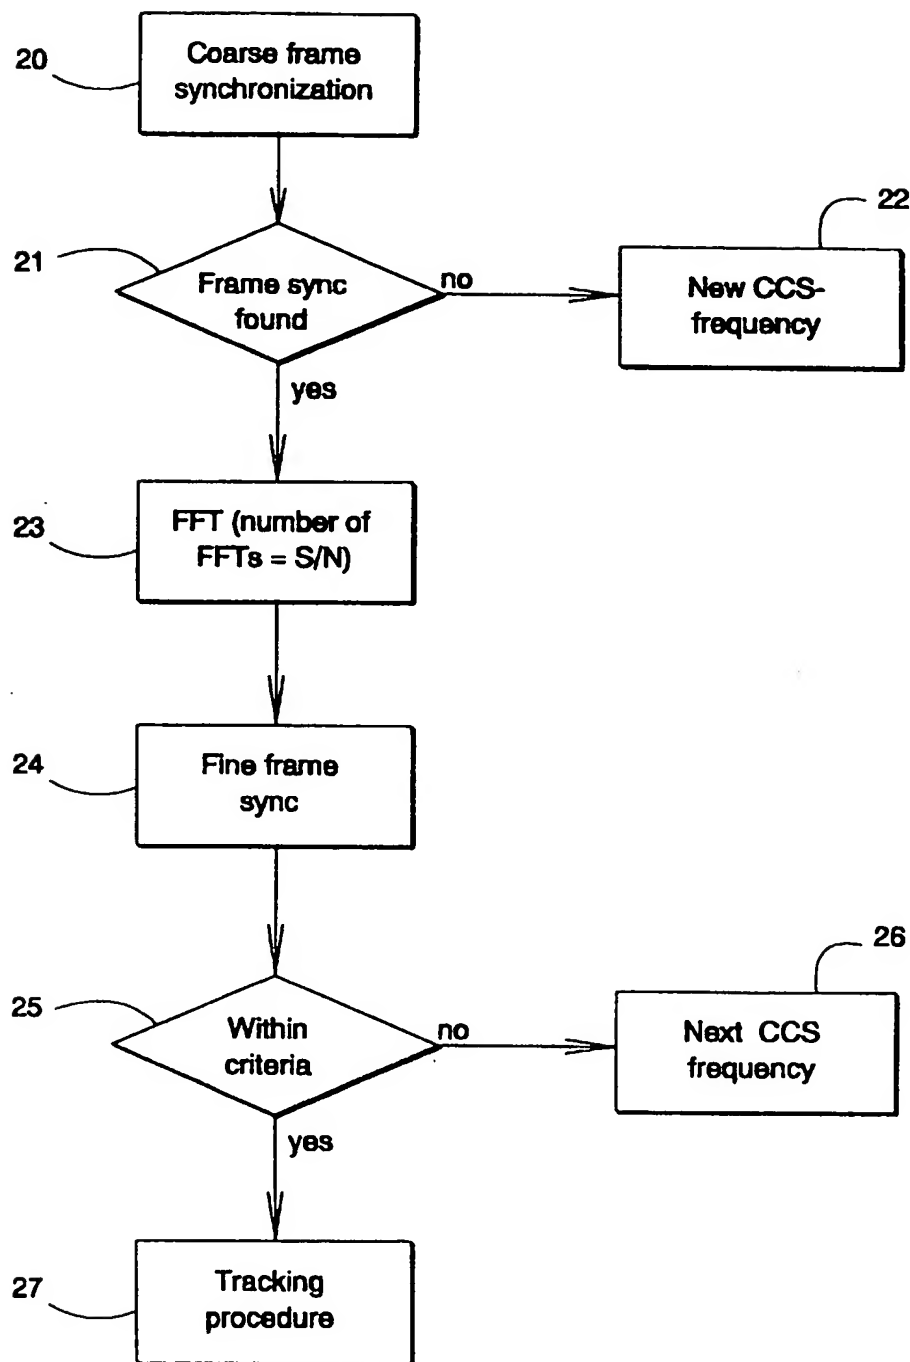 20
Coarse frame
synchronization
22
21
Frame sync
found
no
New CCS-
frequency
yes
23
FFT (number of
FFTs = S/N)
24
Fine frame
sync
26
25
Within
criteria
no
Next CCS
frequency
yes
27
Tracking
procedure